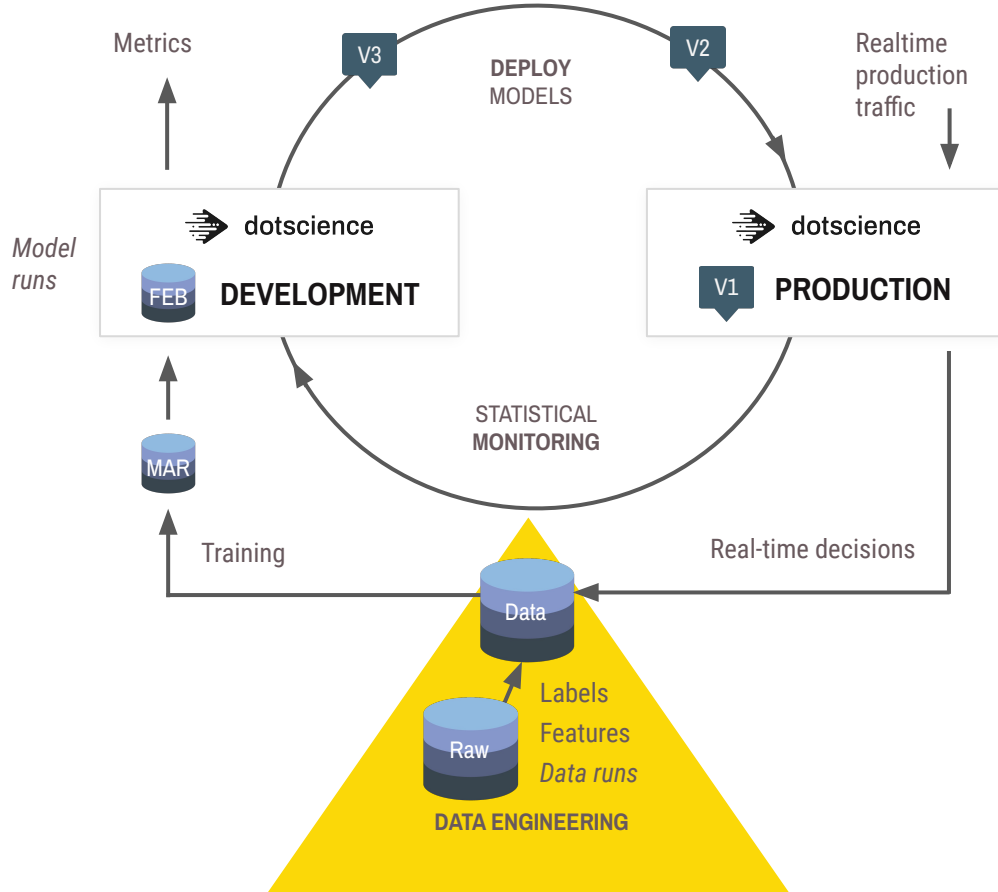 Metrics
V3
V2
DEPLOY
MODELS
Realtime
production
traffic
dotscience
dotscience
Model
runs
FEB
DEVELOPMENT
V1
PRODUCTION
STATISTICAL
MONITORING
MAR
Training
Real-time decisions
Data
Labels
Raw
Features
Data runs
DATA ENGINEERING